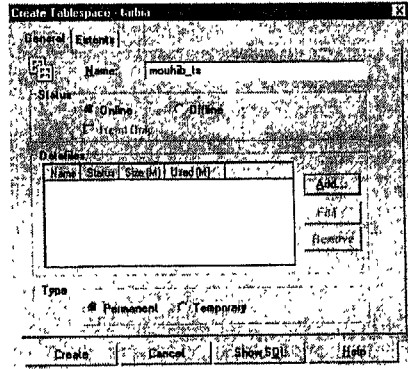 Create Tablespace - tarbia
General Extents
Name: mouhib_ts
Status
Online Offline
Read Only
Datafiles
Name Status Size (M) Used (M)
Add...
Edit
Remove
Type
Permanent Temporary
Create Cancel Show SQL Help